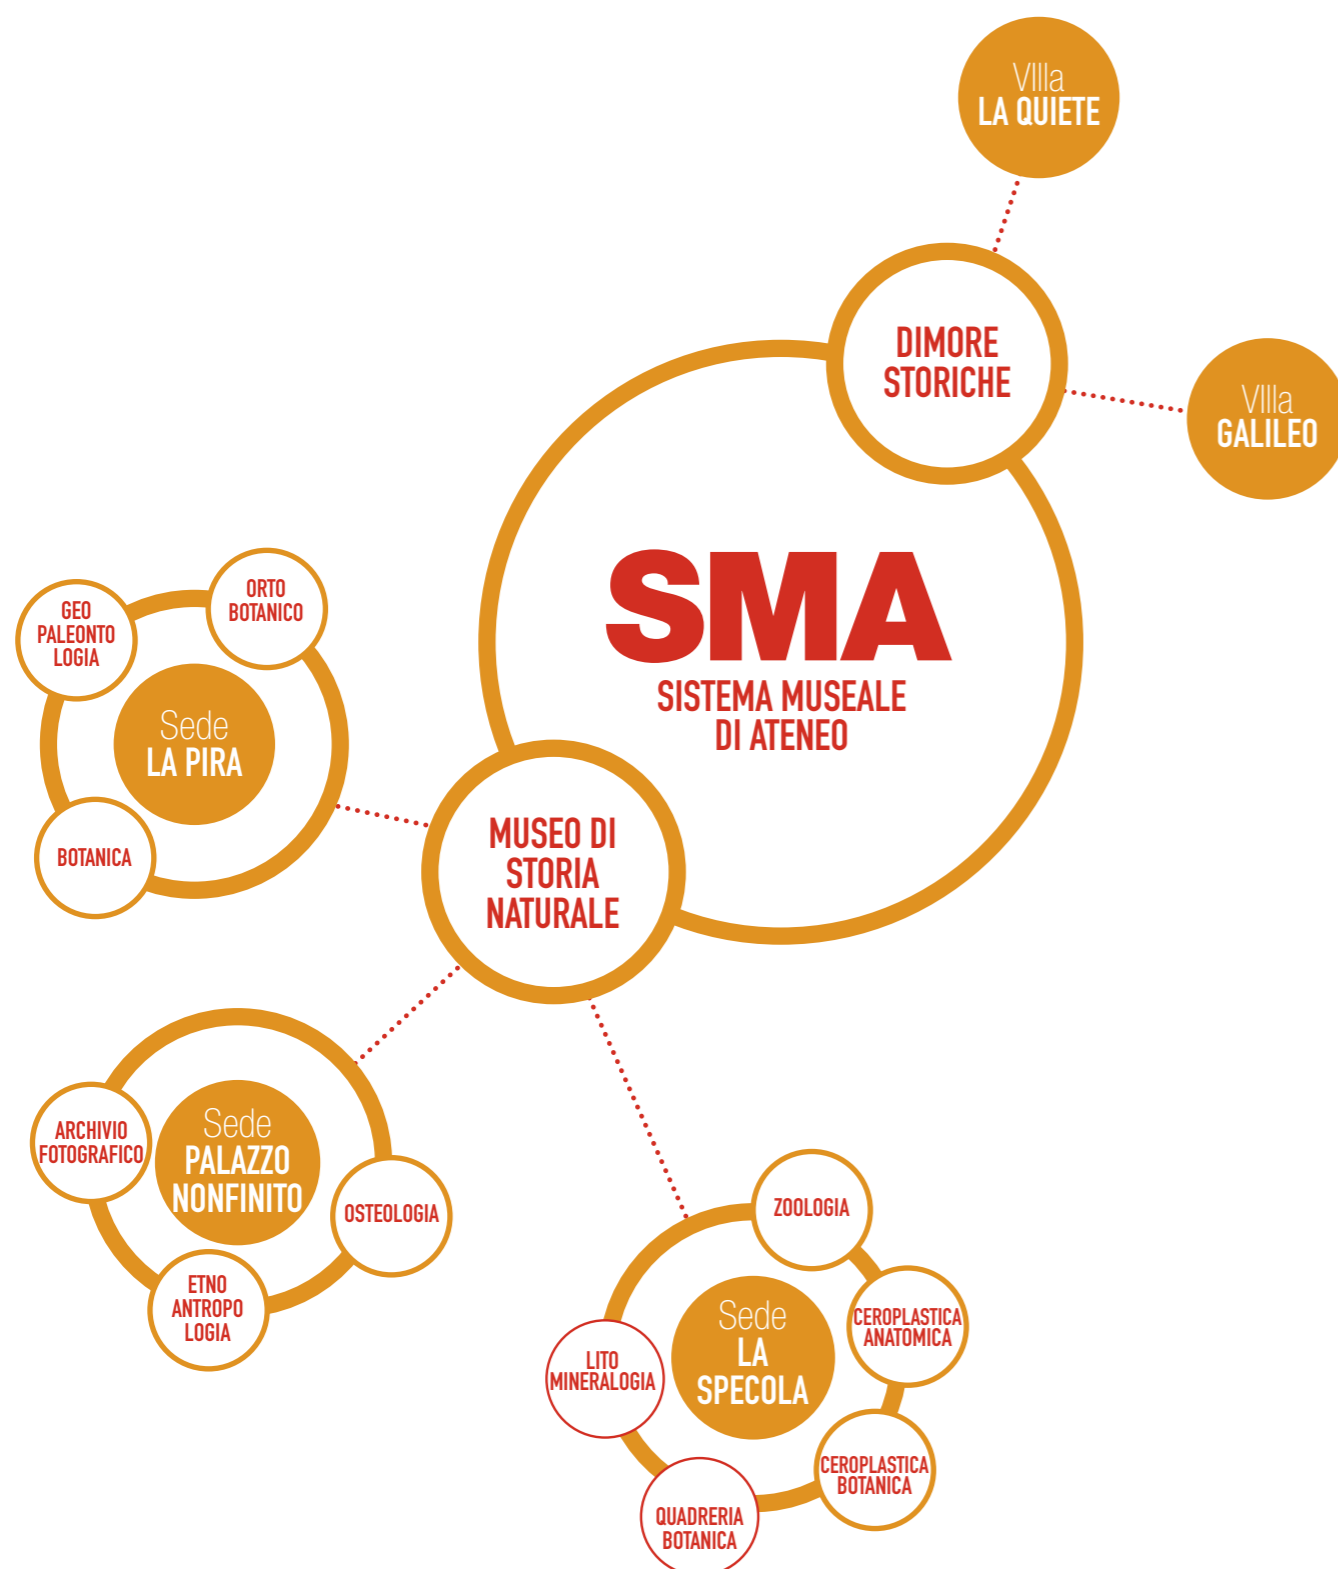 VIIIa
LA QUIETE
DIMORE
STORICHE
VIIIa
GALILEO
SMA
SISTEMA MUSEALE
DI ATENEO
ORTO
BOTANICO
GEO
PALEONTO
LOGIA
Sede
LA PIRA
BOTANICA
MUSEO DI
STORIA
NATURALE
ARCHIVIO
FOTOGRAFICO
Sede
PALAZZO
NONFINITO
OSTEOLOGIA
ETNO
ANTROPO
LOGIA
ZOOLOGIA
CEROPLASTICA
ANATOMICA
Sede
LA
SPECOLA
LITO
MINERALOGIA
CEROPLASTICA
BOTANICA
QUADRERIA
BOTANICA